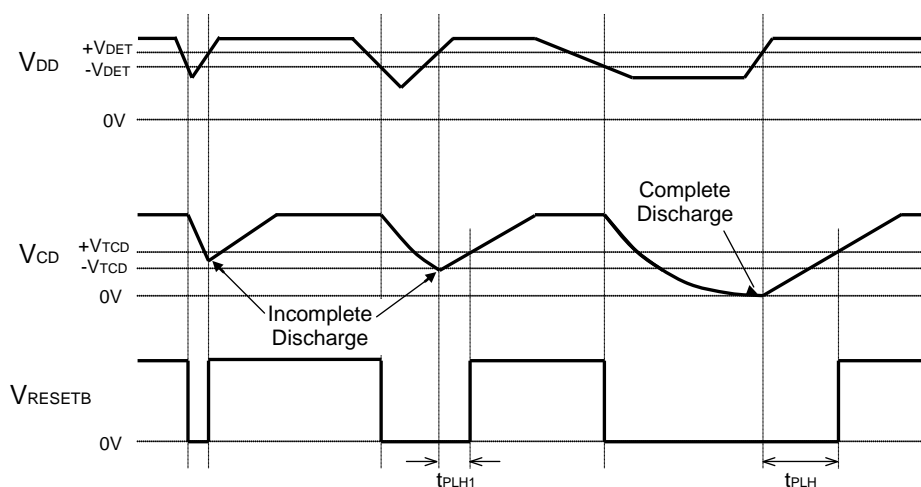 VDD
+VDET
-VDET
0V
Complete
Discharge
VCD
+VTCD
-VTCD
0V
Incomplete
Discharge
VRESETB
0V
tPLH1
tPLH